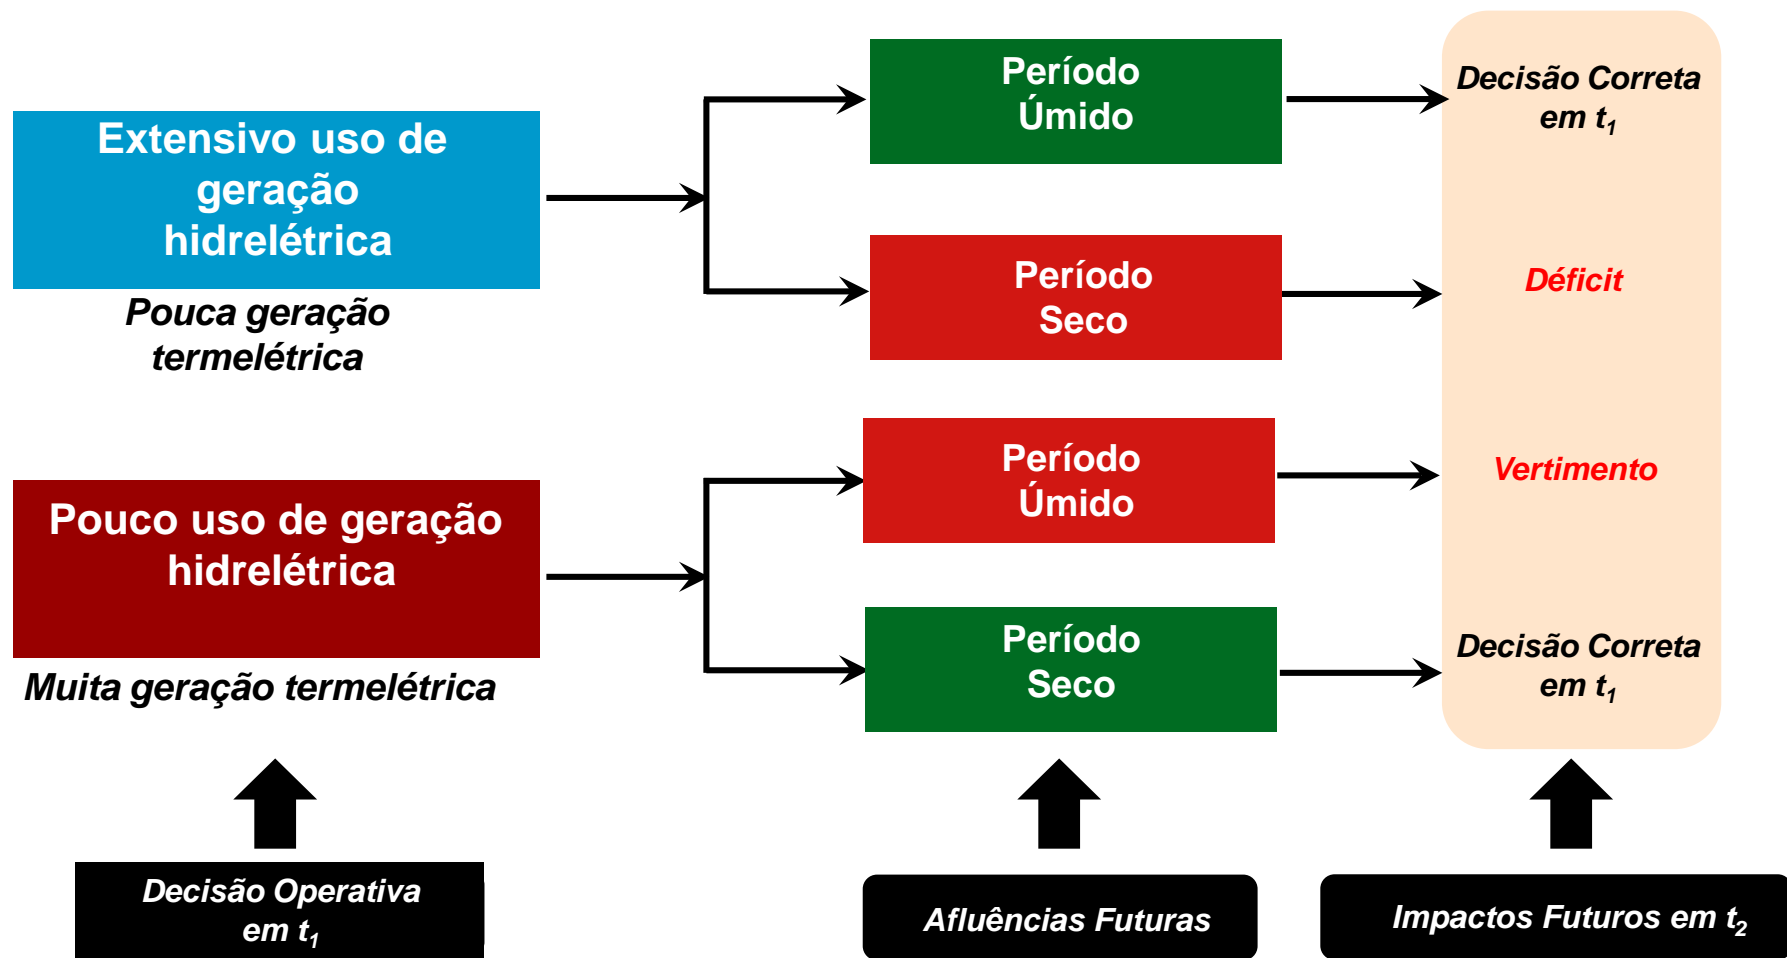 Extensivo uso de
geração
hidrelétrica
Pouca geração
termelétrica
Período
Úmido
Decisão Correta
em t₁
Período
Seco
Déficit
Pouco uso de geração
hidrelétrica
Muita geração termelétrica
Período
Úmido
Vertimento
Período
Seco
Decisão Correta
em t₁
Decisão Operativa
em t₁
Afluências Futuras
Impactos Futuros em t₂